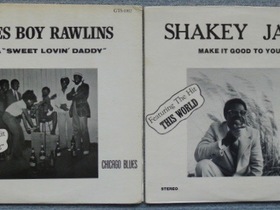 ES BOY RAWLINS
"SWEET LOVIN' DADDY"
CHICAGO BLUES
SHAKEY JA
MAKE IT GOOD TO YOU
Featuring The Hit
THIS WORLD
STEREO